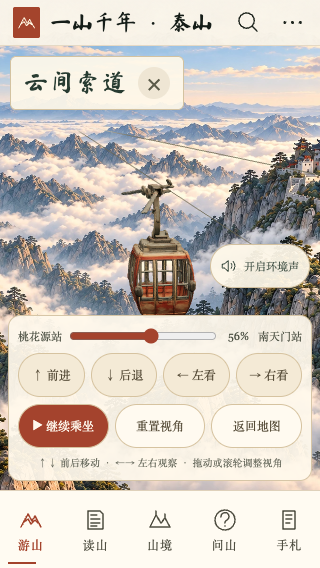 一山千年 · 泰山
云间索道
开启环境声
桃花源站 56% 南天门站
↑ 前进 ↓ 后退 ← 左看 → 右看
继续乘坐 重置视角 返回地图
↑ ↓ 前后移动 · ←→ 左右观察 · 拖动或滚轮调整视角
游山 读山 山境 问山 手札